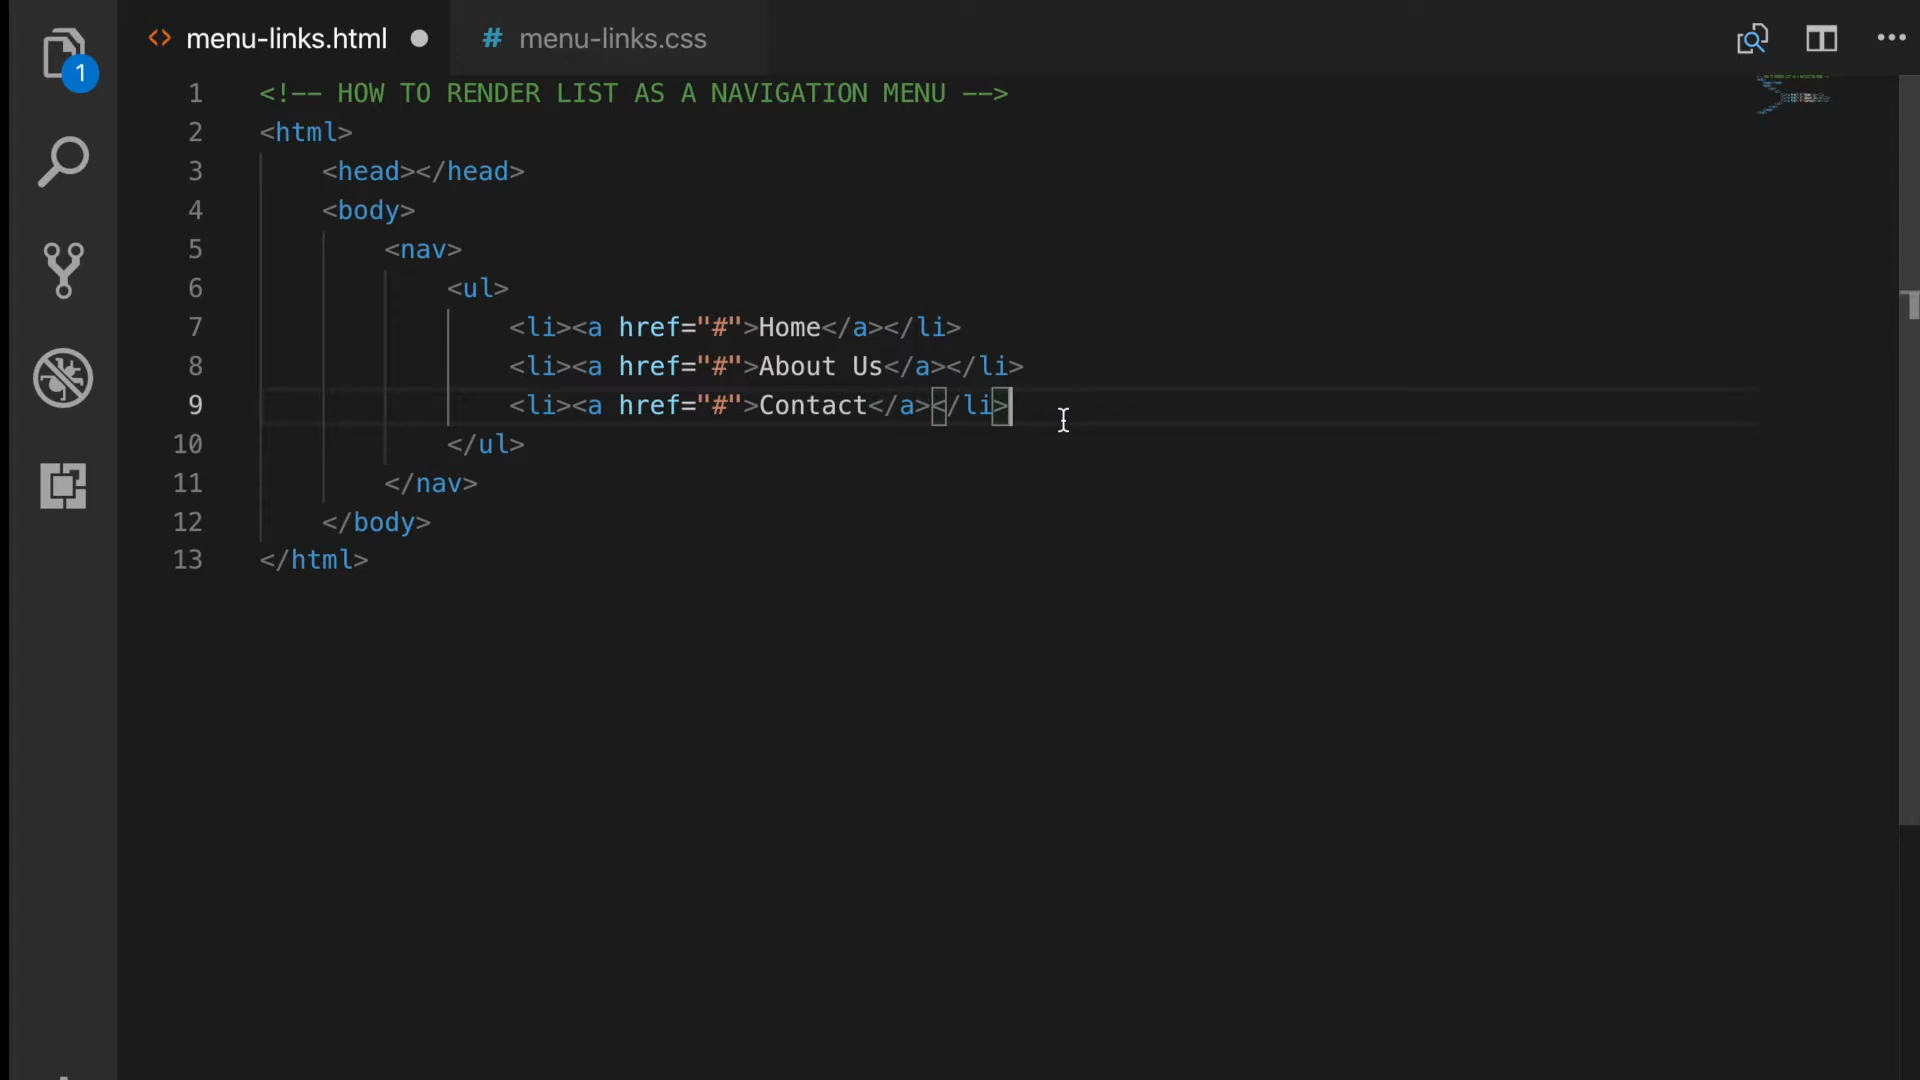 menu-links.html
# menu-links.css
1
1 <!-- HOW TO RENDER LIST AS A NAVIGATION MENU -->
2 <html>
3     <head></head>
4     <body>
5         <nav>
6             <ul>
7                 <li><a href="#">Home</a></li>
8                 <li><a href="#">About Us</a></li>
9                 <li><a href="#">Contact</a></li>
10             </ul>
11         </nav>
12     </body>
13 </html>